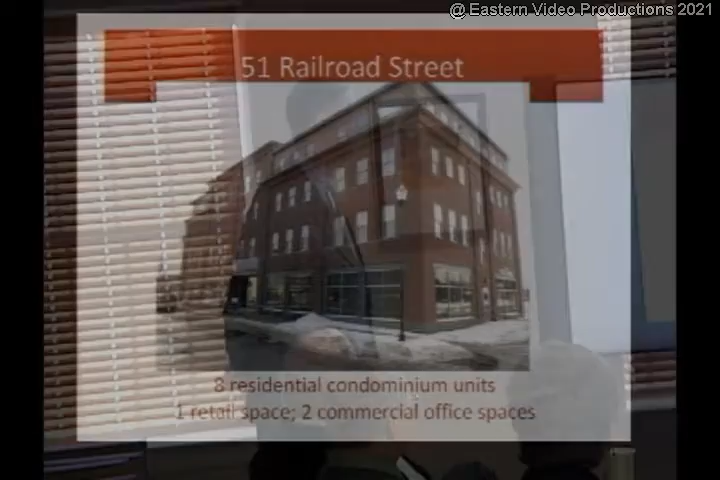 @ Eastern Video Productions 2021
51 Railroad Street
8 residential condominium units
1 retail space; 2 commercial office spaces